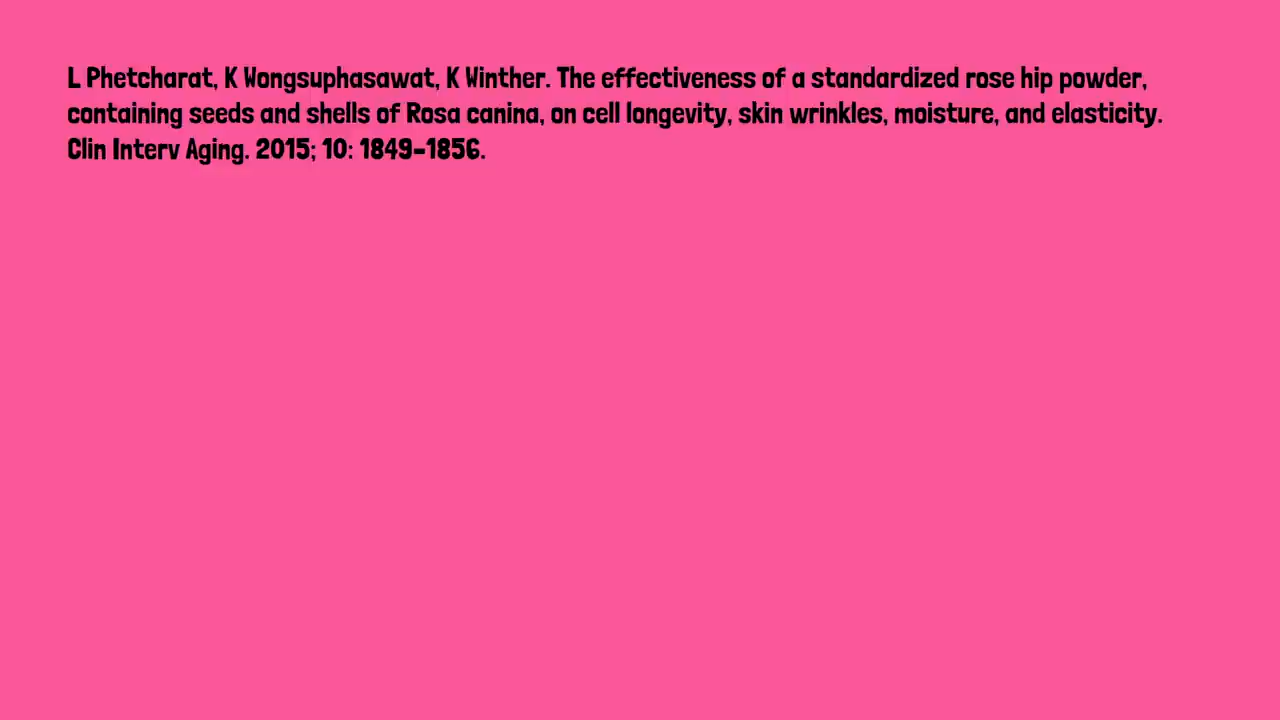 L Phetcharat, K Wongsuphasawat, K Winther. The effectiveness of a standardized rose hip powder,
containing seeds and shells of Rosa canina, on cell longevity, skin wrinkles, moisture, and elasticity.
Clin Interv Aging. 2015; 10: 1849-1856.